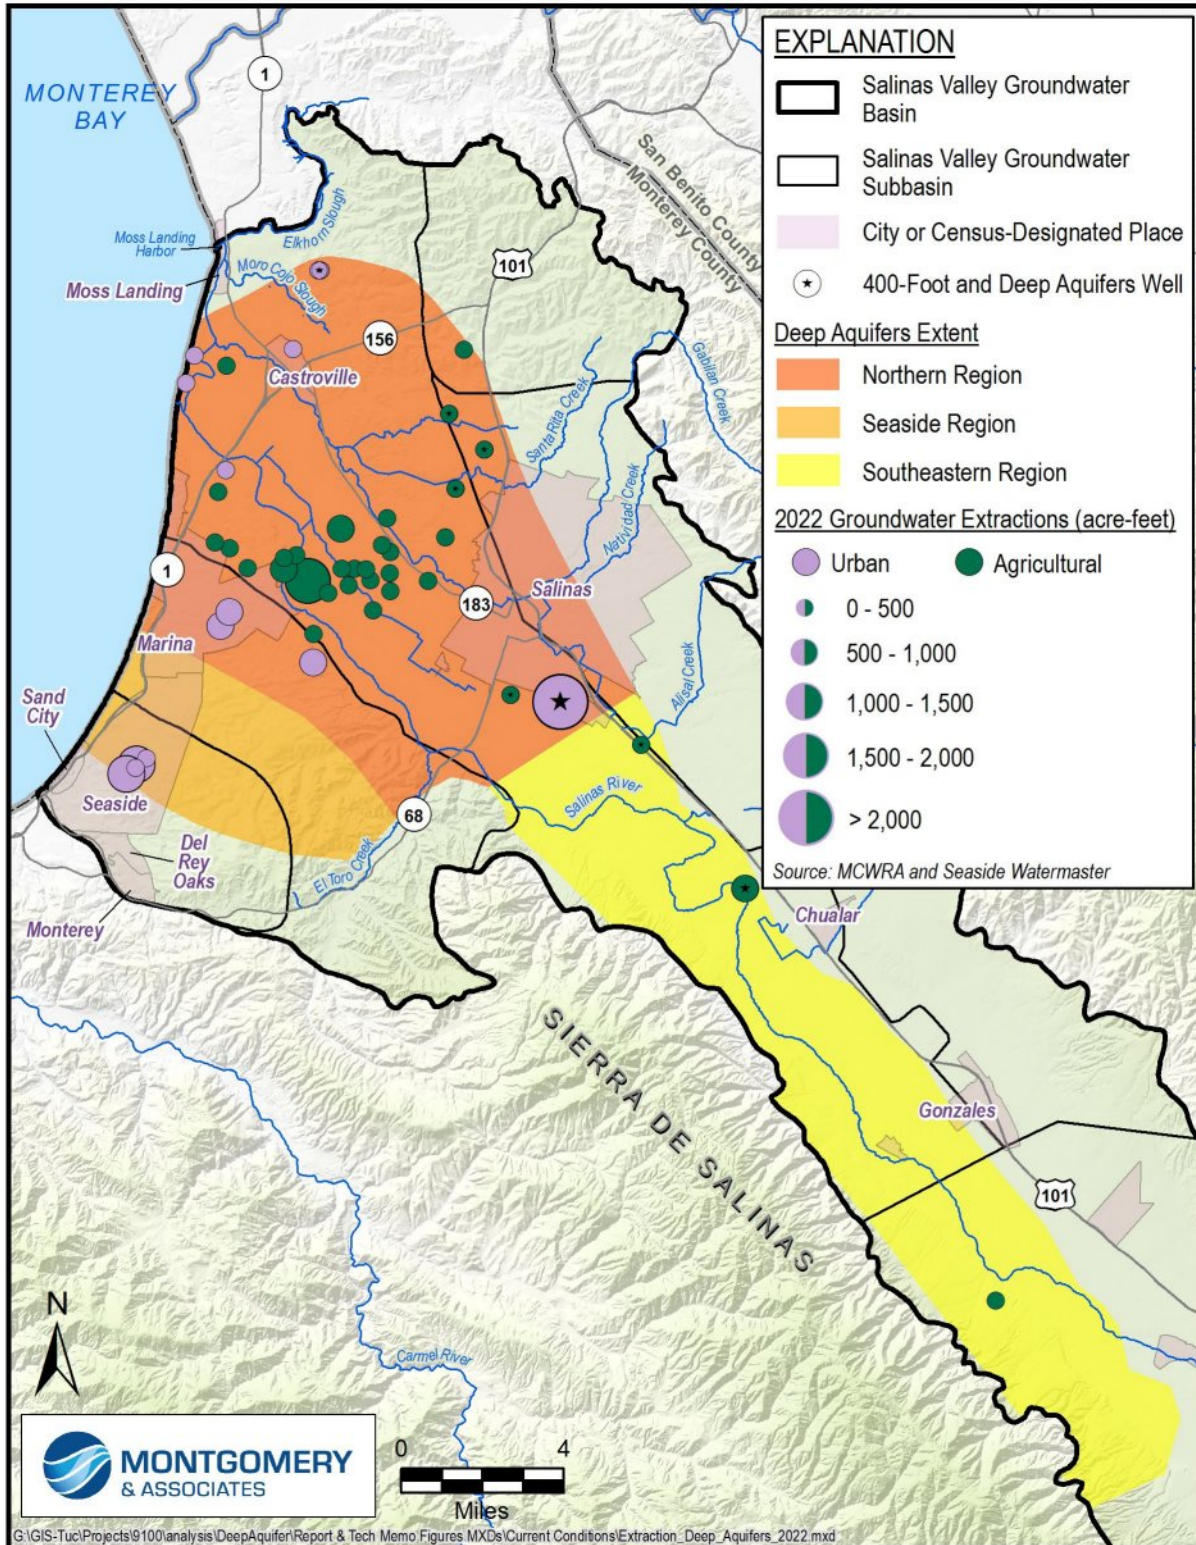 EXPLANATION
Salinas Valley Groundwater
Basin
Salinas Valley Groundwater
Subbasin
City or Census-Designated Place
400-Foot and Deep Aquifers Well
Deep Aquifers Extent
Northern Region
Seaside Region
Southeastern Region
2022 Groundwater Extractions (acre-feet)
Urban
Agricultural
0 - 500
500 - 1,000
1,000 - 1,500
1,500 - 2,000
> 2,000
Source: MCWRA and Seaside Watermaster
MONTEREY
BAY
1
San Benito County
Monterey County
Elkhorn Slough
Moss Landing
Harbor
Moss Landing
Moro Cojo Slough
101
156
Castroville
Gabilan Creek
Santa Rita Creek
Natividad Creek
1
183
Salinas
Marina
Alisal Creek
Sand
City
Seaside
Salinas River
68
Del
Rey
Oaks
El Toro Creek
Monterey
Chualar
SIERRA DE SALINAS
Gonzales
101
Carmel River
N
0
4
Miles
MONTGOMERY
& ASSOCIATES
G:\GIS-Tuc\Projects\9100\analysis\DeepAquifer\Report & Tech Memo Figures MXDs\Current Conditions\Extraction_Deep_Aquifers_2022.mxd